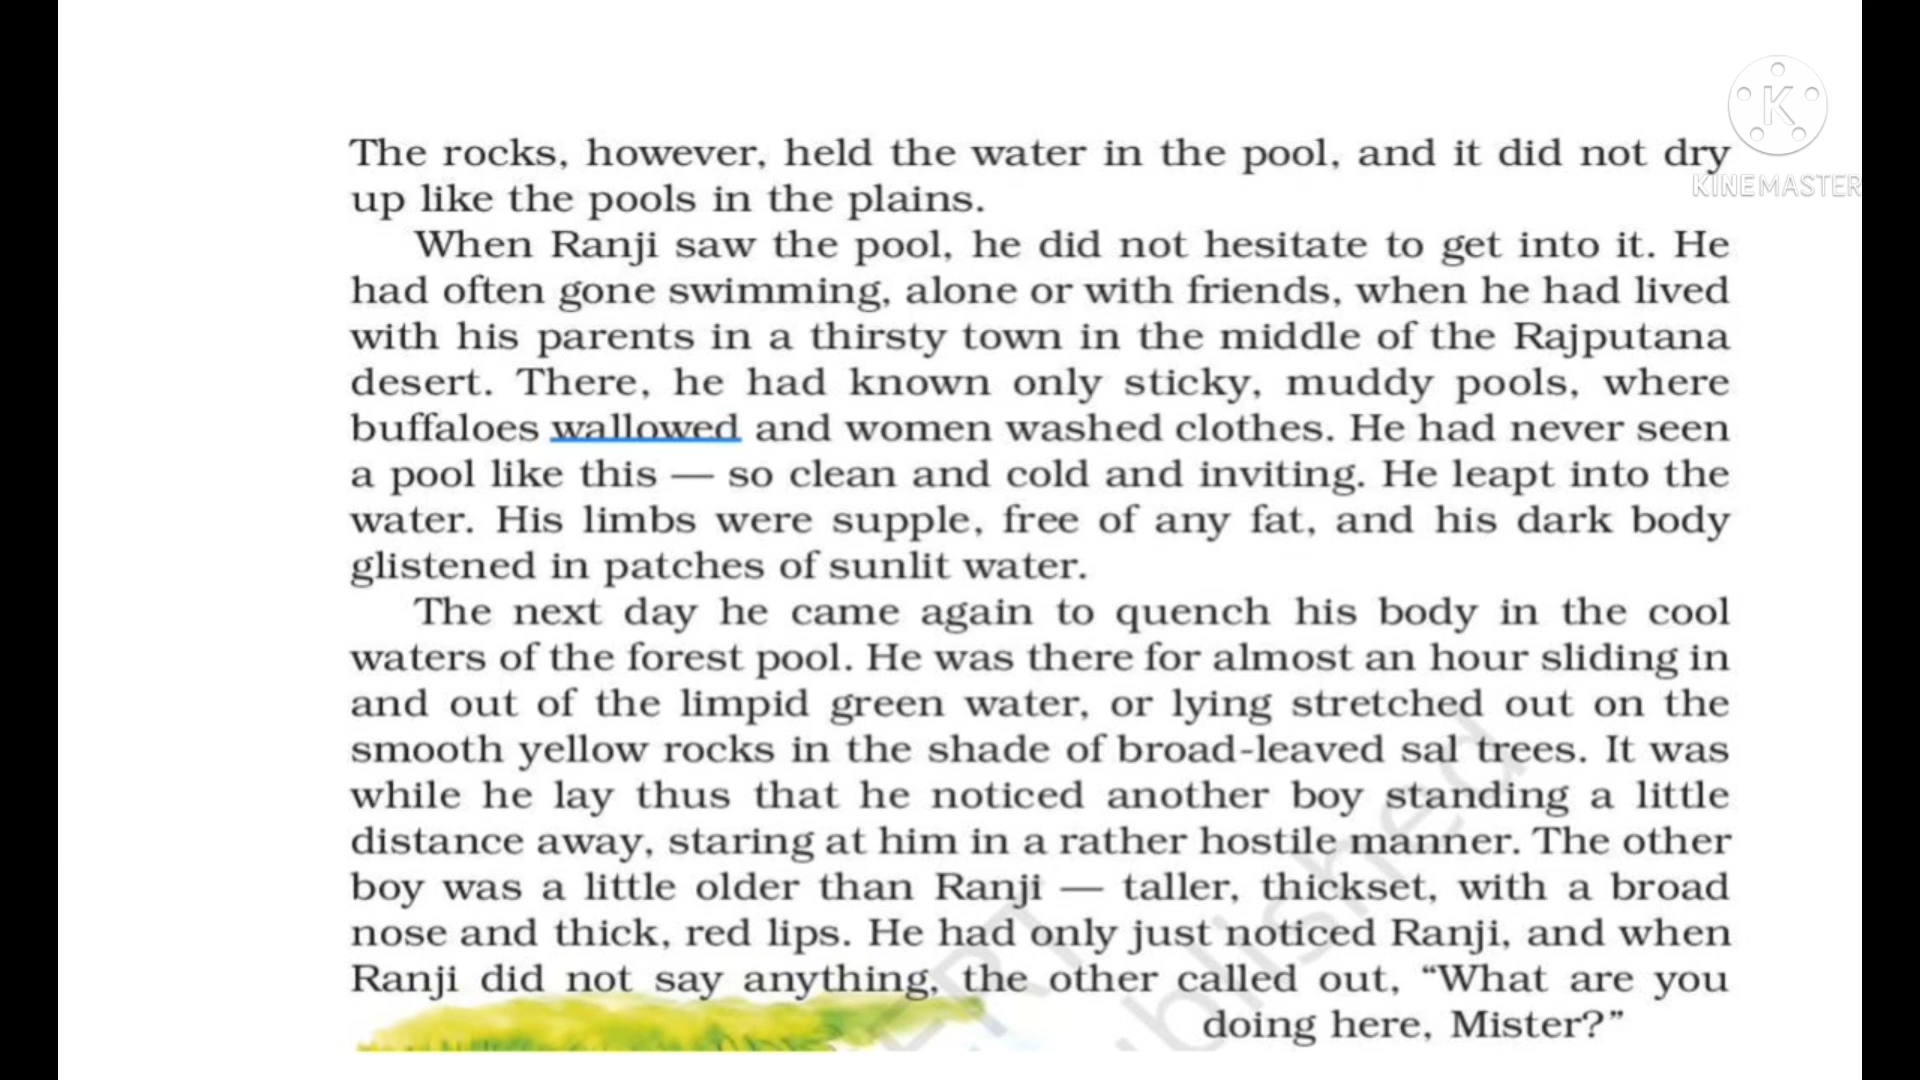 The rocks, however, held the water in the pool, and it did not dry
up like the pools in the plains.
When Ranji saw the pool, he did not hesitate to get into it. He
had often gone swimming, alone or with friends, when he had lived
with his parents in a thirsty town in the middle of the Rajputana
desert. There, he had known only sticky, muddy pools, where
buffaloes wallowed and women washed clothes. He had never seen
a pool like this — so clean and cold and inviting. He leapt into the
water. His limbs were supple, free of any fat, and his dark body
glistened in patches of sunlit water.
The next day he came again to quench his body in the cool
waters of the forest pool. He was there for almost an hour sliding in
and out of the limpid green water, or lying stretched out on the
smooth yellow rocks in the shade of broad-leaved sal trees. It was
while he lay thus that he noticed another boy standing a little
distance away, staring at him in a rather hostile manner. The other
boy was a little older than Ranji — taller, thickset, with a broad
nose and thick, red lips. He had only just noticed Ranji, and when
Ranji did not say anything, the other called out, “What are you
doing here, Mister?”
K
KINEMASTER